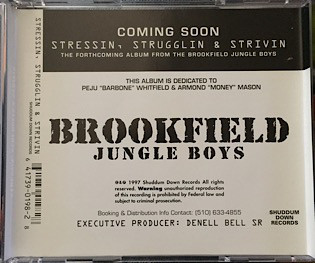 STRESSIN, STRUGGLIN & STRIVIN
COMING SOON
STRESSIN, STRUGGLIN & STRIVIN
THE FORTHCOMING ALBUM FROM THE BROOKFIELD JUNGLE BOYS
THIS ALBUM IS DEDICATED TO
PEJU "BARBONE" WHITFIELD & ARMOND "MONEY" MASON
BROOKFIELD
JUNGLE BOYS
℗© 1997 Shuddum Down Records All rights
reserved. Warning unauthorized reproduction
of this recording is prohibited by Federal law and
subject to criminal prosecution.
Booking & Distribution Info Contact: (510) 633-4855
EXECUTIVE PRODUCER: DENELL BELL SR
SHUDDUM
DOWN
RECORDS